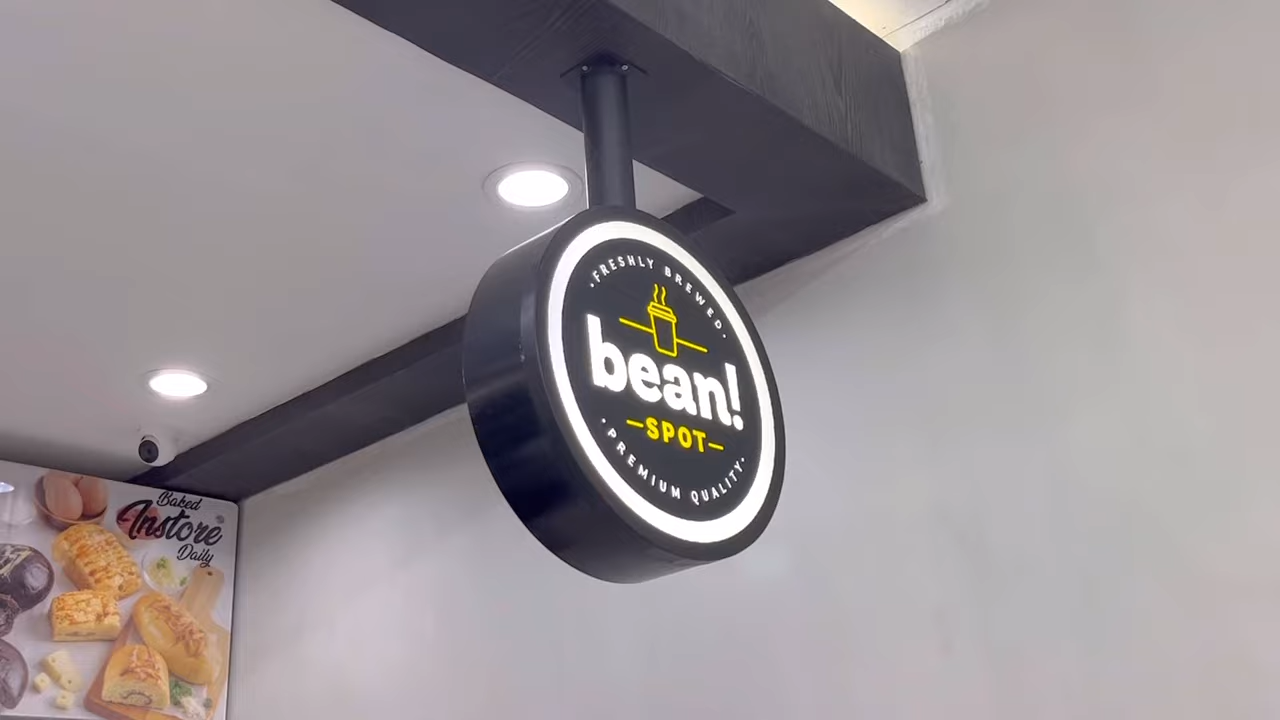 ·FRESHLY BREWED·
bean!
–SPOT–
·PREMIUM QUALITY·
Baked
Instore
Daily